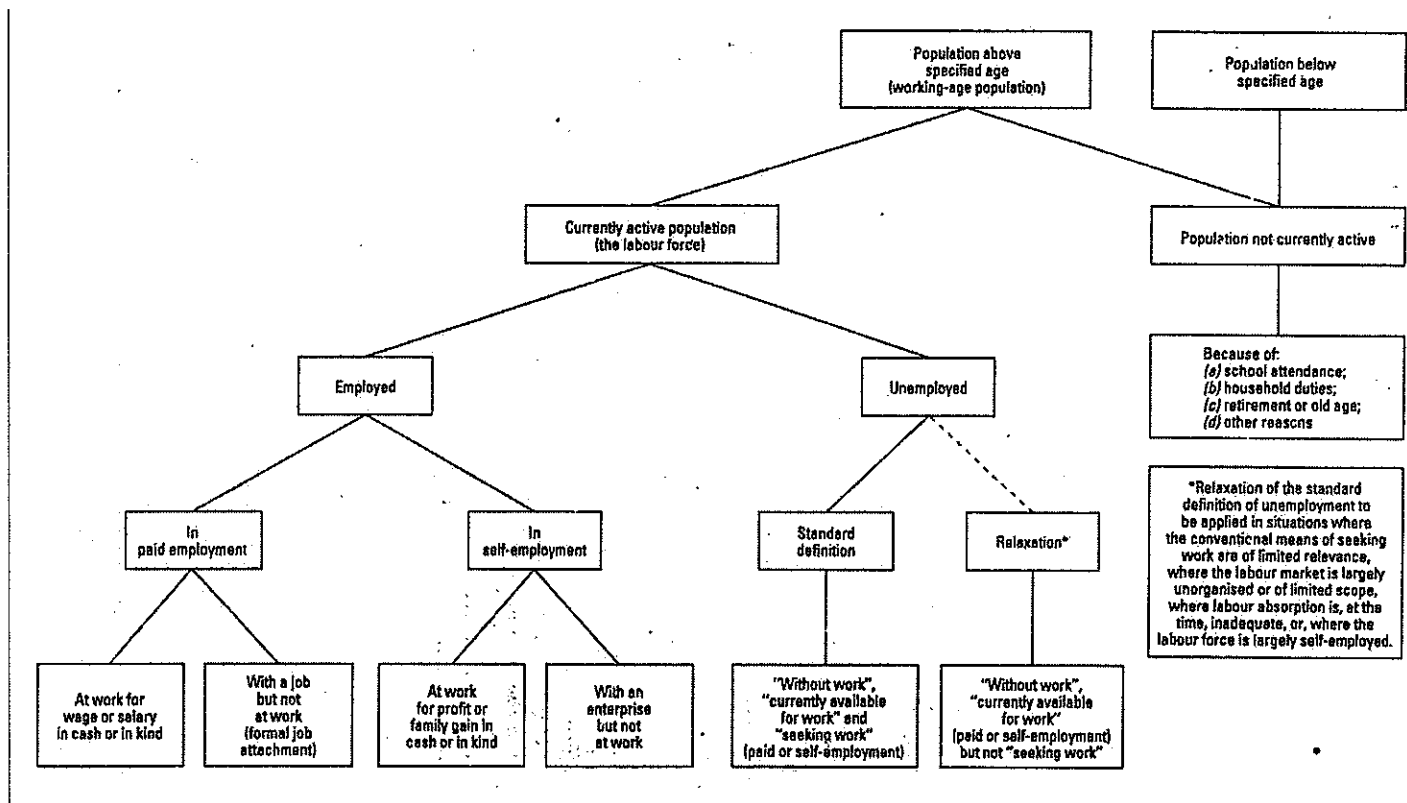 Population above
specified age
(working-age population)
Population below
specified age
Currently active population
(the labour force)
Population not currently active
Employed
Unemployed
Because of:
(a) school attendance;
(b) household duties;
(c) retirement or old age;
(d) other reasons
In
paid employment
In
self-employment
Standard
definition
Relaxation*
*Relaxation of the standard
definition of unemployment to
be applied in situations where
the conventional means of seeking
work are of limited relevance,
where the labour market is largely
unorganised or of limited scope,
where labour absorption is, at the
time, inadequate, or, where the
labour force is largely self-employed.
At work for
wage or salary
in cash or in kind
With a job
but not
at work
(formal job
attachment)
At work
for profit or
family gain in
cash or in kind
With an
enterprise
but not
at work
"Without work",
"currently available
for work" and
"seeking work"
(paid or self-employment)
"Without work",
"currently available
for work"
(paid or self-employment)
but not "seeking work"